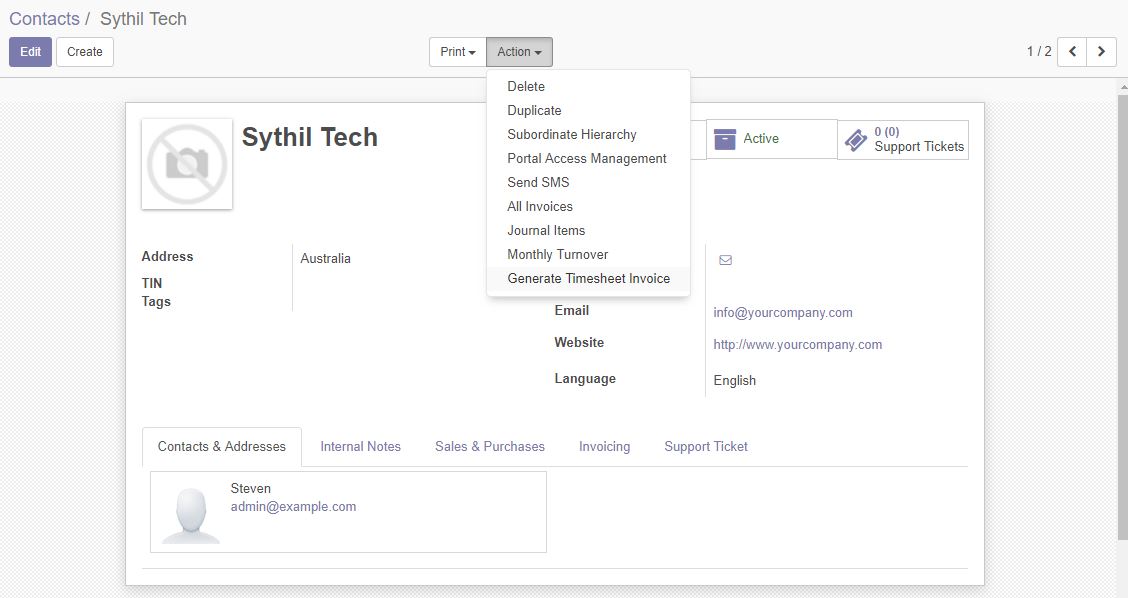 Contacts / Sythil Tech
Edit
Create
Print
Action
1 / 2
Delete
Duplicate
Subordinate Hierarchy
Portal Access Management
Send SMS
All Invoices
Journal Items
Monthly Turnover
Generate Timesheet Invoice
Sythil Tech
Active
0 (0)
Support Tickets
Address
Australia
TIN
Tags
Email
info@yourcompany.com
Website
http://www.yourcompany.com
Language
English
Contacts & Addresses
Internal Notes
Sales & Purchases
Invoicing
Support Ticket
Steven
admin@example.com